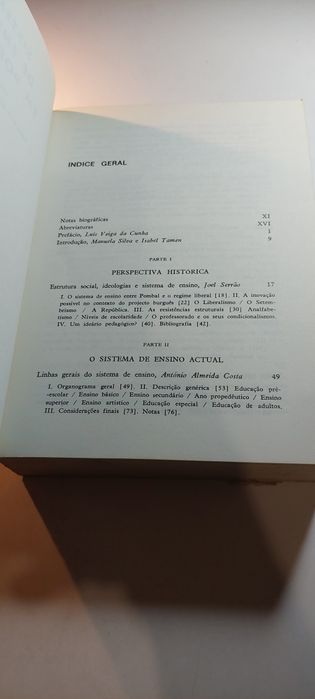 INDICE GERAL
Notas biográficas XI
Abreviaturas XVI
Prefácio, Luís Veiga da Cunha 1
Introdução, Manuela Silva e Isabel Tamen 9
PARTE I
PERSPECTIVA HISTÓRICA
Estrutura social, ideologias e sistema de ensino, Joel Serrão 17
I. O sistema de ensino entre Pombal e o regime liberal [18]. II. A inovação
possível no contexto do projecto burguês [22] O Liberalismo / O Setem-
brismo / A República. III. As resistências estruturais [30] Analfabe-
tismo / Níveis de escolaridade / O professorado e os seus condicionalismos.
IV. Um ideário pedagógico? [40]. Bibliografia [42].
PARTE II
O SISTEMA DE ENSINO ACTUAL
Linhas gerais do sistema de ensino, António Almeida Costa 49
I. Organograma geral [49]. II. Descrição genérica [53] Educação pré-
-escolar / Ensino básico / Ensino secundário / Ano propedêutico / Ensino
superior / Ensino artístico / Educação especial / Educação de adultos.
III. Considerações finais [73]. Notas [76].